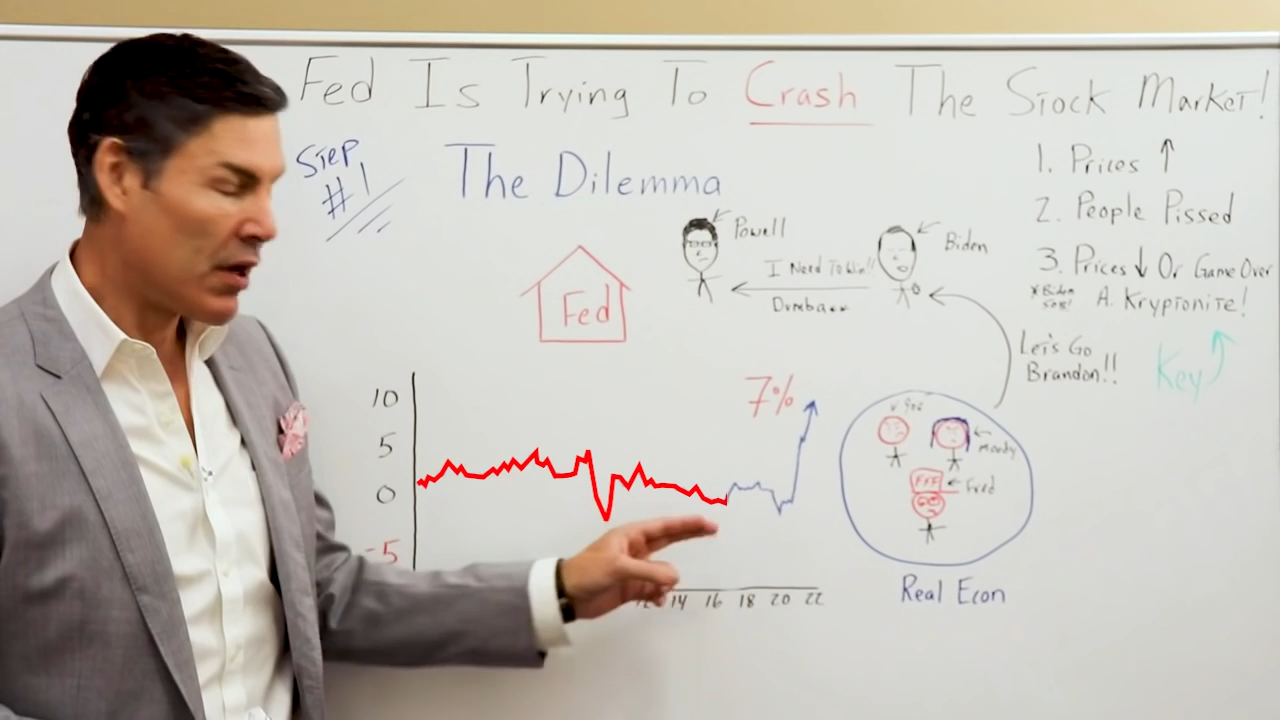 Fed Is Trying To Crash The Stock Market!
Step
#1
The Dilemma
1. Prices ↑
2. People Pissed
3. Prices ↓ Or Game Over
A. Kryptonite!
Key
Powell
Biden
I Need To Win!!
Let's Go
Brandon!!
Fed
7%
10
5
0
-5
14 16 18 20 22
Moody
FFF
Fred
Real Econ